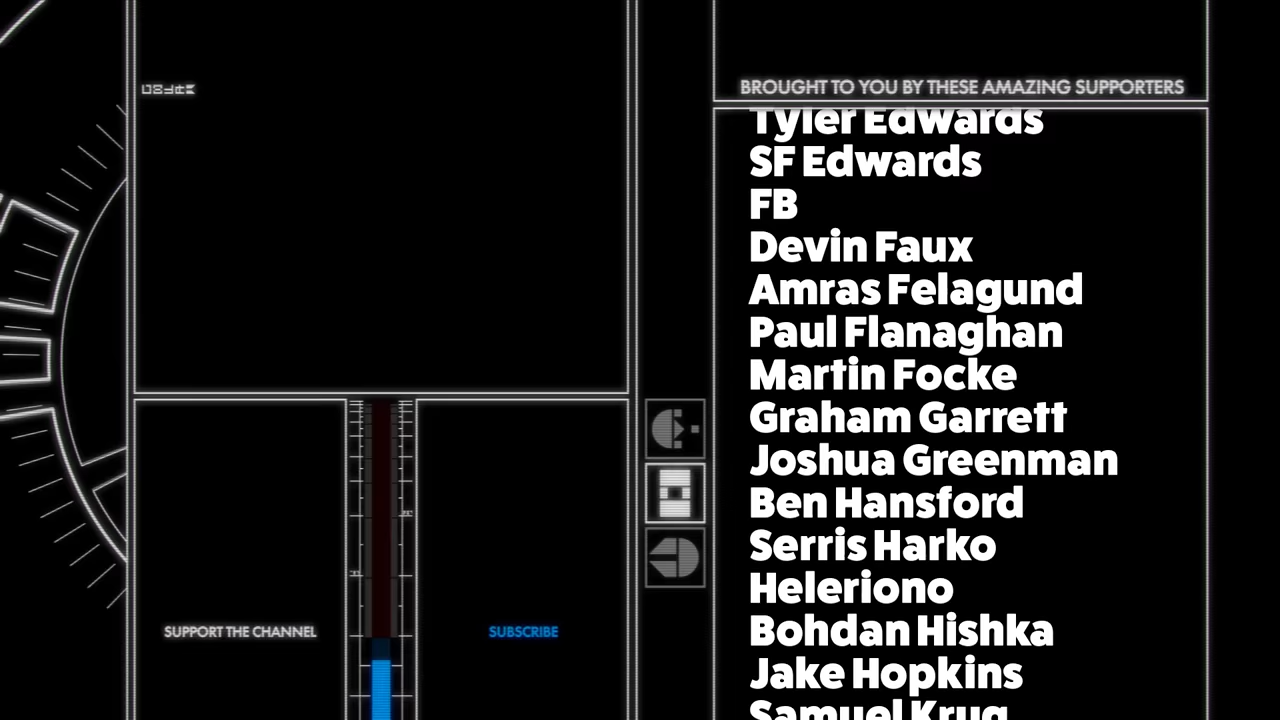 BROUGHT TO YOU BY THESE AMAZING SUPPORTERS
Tyler Edwards
SF Edwards
FB
Devin Faux
Amras Felagund
Paul Flanaghan
Martin Focke
Graham Garrett
Joshua Greenman
Ben Hansford
Serris Harko
Heleriono
Bohdan Hishka
Jake Hopkins
Samuel Krug
SUPPORT THE CHANNEL
SUBSCRIBE